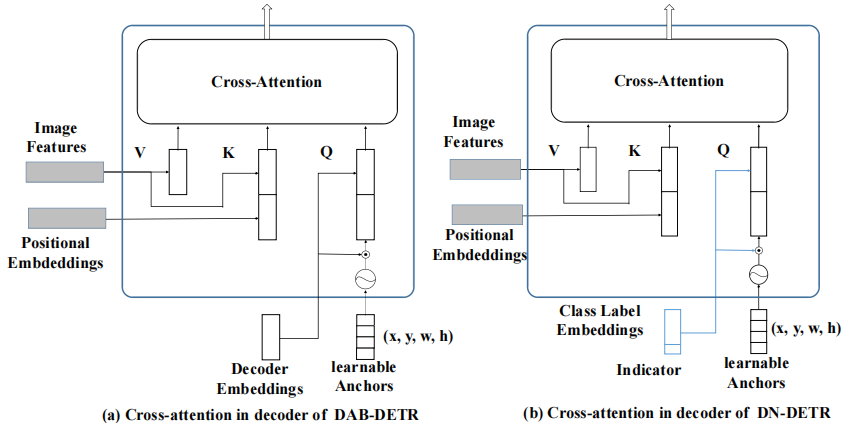 Cross-Attention
Image
Features
V
K
Q
Positional
Embdeddings
(x, y, w, h)
Decoder
Embeddings
learnable
Anchors
(a) Cross-attention in decoder of DAB-DETR
Cross-Attention
Image
Features
V
K
Q
Positional
Embdeddings
Class Label
Embeddings
(x, y, w, h)
Indicator
learnable
Anchors
(b) Cross-attention in decoder of DN-DETR